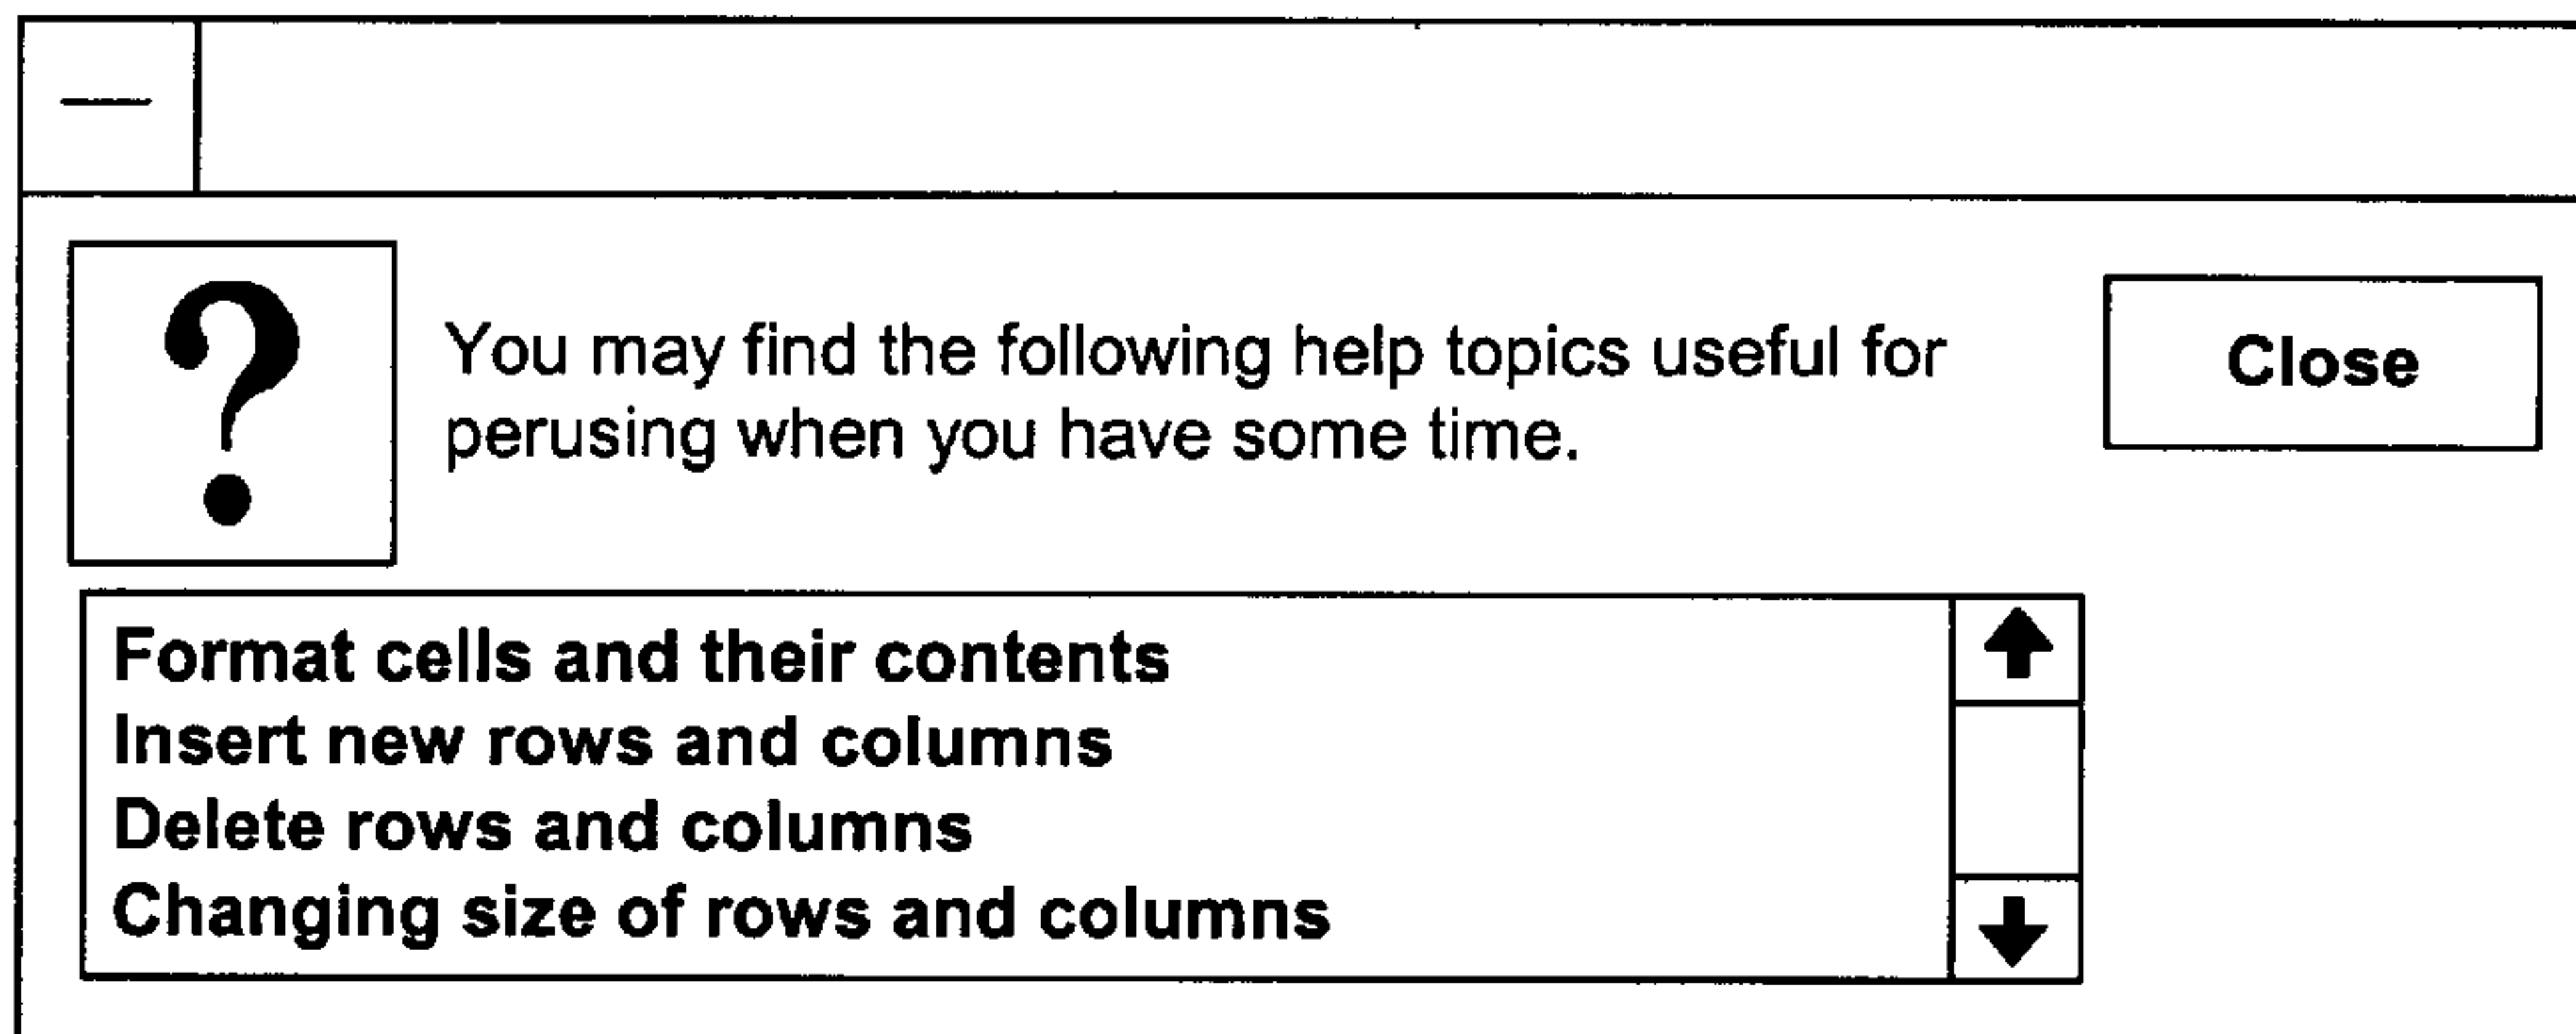 ?
You may find the following help topics useful for
perusing when you have some time.
Close
Format cells and their contents
Insert new rows and columns
Delete rows and columns
Changing size of rows and columns